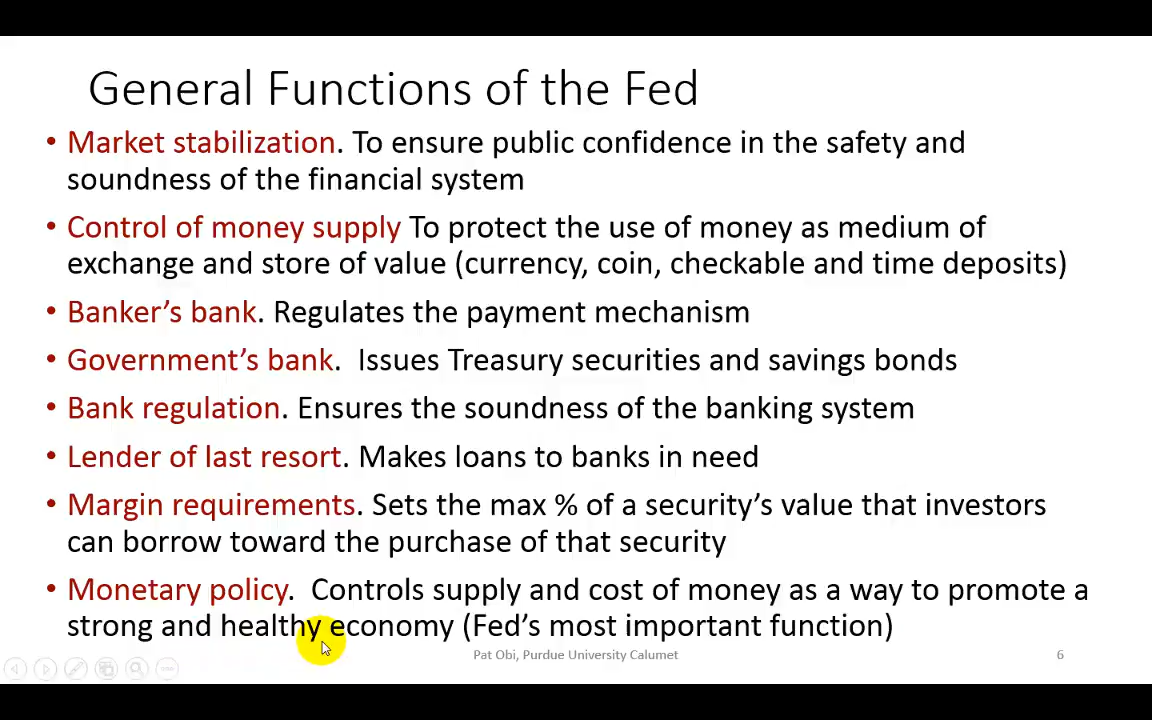 General Functions of the Fed
• Market stabilization. To ensure public confidence in the safety and
soundness of the financial system
• Control of money supply To protect the use of money as medium of
exchange and store of value (currency, coin, checkable and time deposits)
• Banker’s bank. Regulates the payment mechanism
• Government’s bank.  Issues Treasury securities and savings bonds
• Bank regulation. Ensures the soundness of the banking system
• Lender of last resort. Makes loans to banks in need
• Margin requirements. Sets the max % of a security’s value that investors
can borrow toward the purchase of that security
• Monetary policy.  Controls supply and cost of money as a way to promote a
strong and healthy economy (Fed’s most important function)
Pat Obi, Purdue University Calumet
6